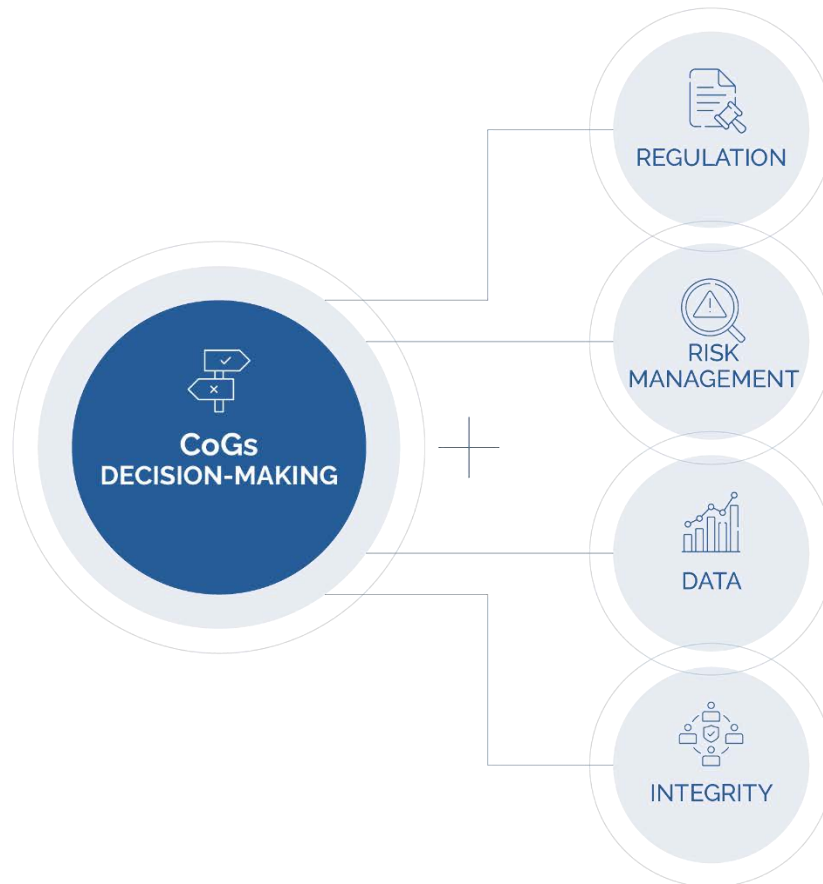 REGULATION
RISK
MANAGEMENT
CoGs
DECISION-MAKING
DATA
INTEGRITY